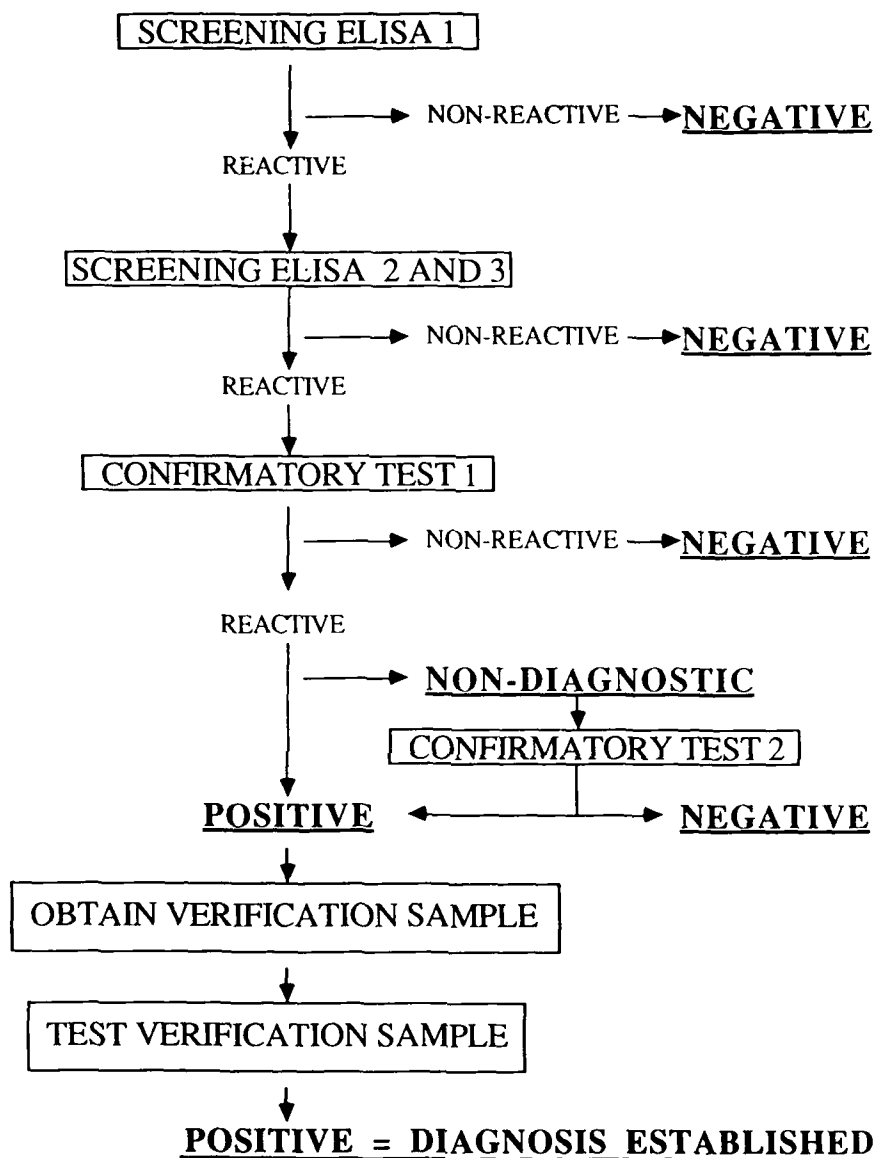 SCREENING ELISA 1
NON-REACTIVE
NEGATIVE
REACTIVE
SCREENING ELISA 2 AND 3
NON-REACTIVE
NEGATIVE
REACTIVE
CONFIRMATORY TEST 1
NON-REACTIVE
NEGATIVE
REACTIVE
NON-DIAGNOSTIC
CONFIRMATORY TEST 2
POSITIVE
NEGATIVE
OBTAIN VERIFICATION SAMPLE
TEST VERIFICATION SAMPLE
POSITIVE = DIAGNOSIS ESTABLISHED